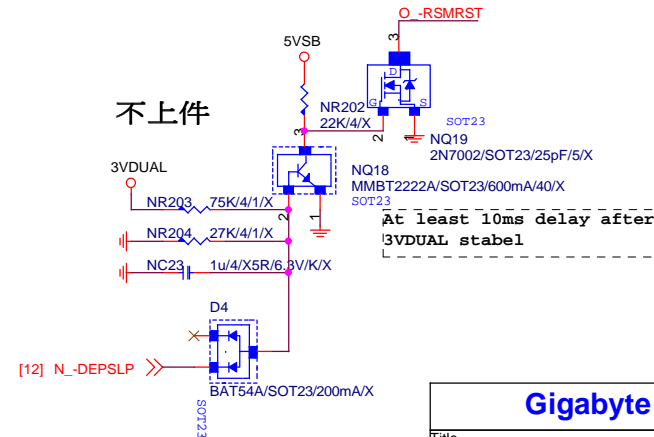 O_-RSMRST
3
5VSB
D
G
S
不上件
NR202
22K/4/X
SOT23
3
2
1
NQ19
2N7002/SOT23/25pF/5/X
3VDUAL
NQ18
MMBT2222A/SOT23/600mA/40/X
SOT23
NR203 75K/4/1/X
2
1
At least 10ms delay after
3VDUAL stabel
NR204 27K/4/1/X
NC23 1u/4/X5R/6.3V/K/X
D4
[12] N_-DEPSLP
BAT54A/SOT23/200mA/X
SOT23
Gigabyte
Title